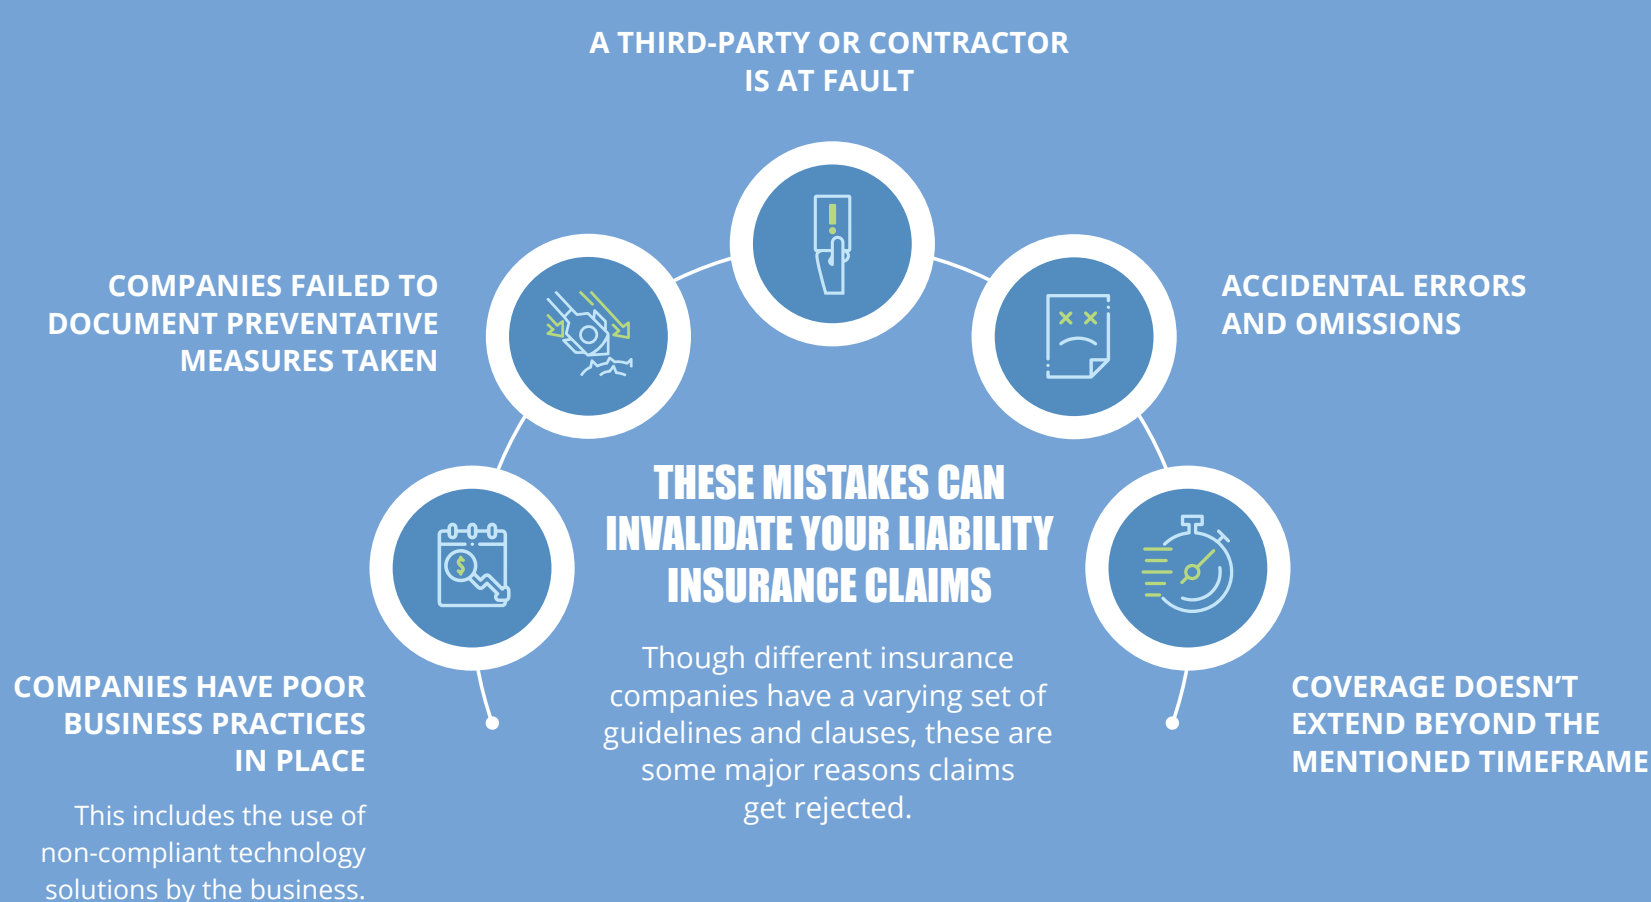 A THIRD-PARTY OR CONTRACTOR
IS AT FAULT
COMPANIES FAILED TO
DOCUMENT PREVENTATIVE
MEASURES TAKEN
ACCIDENTAL ERRORS
AND OMISSIONS
THESE MISTAKES CAN
INVALIDATE YOUR LIABILITY
INSURANCE CLAIMS
Though different insurance
companies have a varying set of
guidelines and clauses, these are
some major reasons claims
get rejected.
COMPANIES HAVE POOR
BUSINESS PRACTICES
IN PLACE
This includes the use of
non-compliant technology
solutions by the business.
COVERAGE DOESN’T
EXTEND BEYOND THE
MENTIONED TIMEFRAME